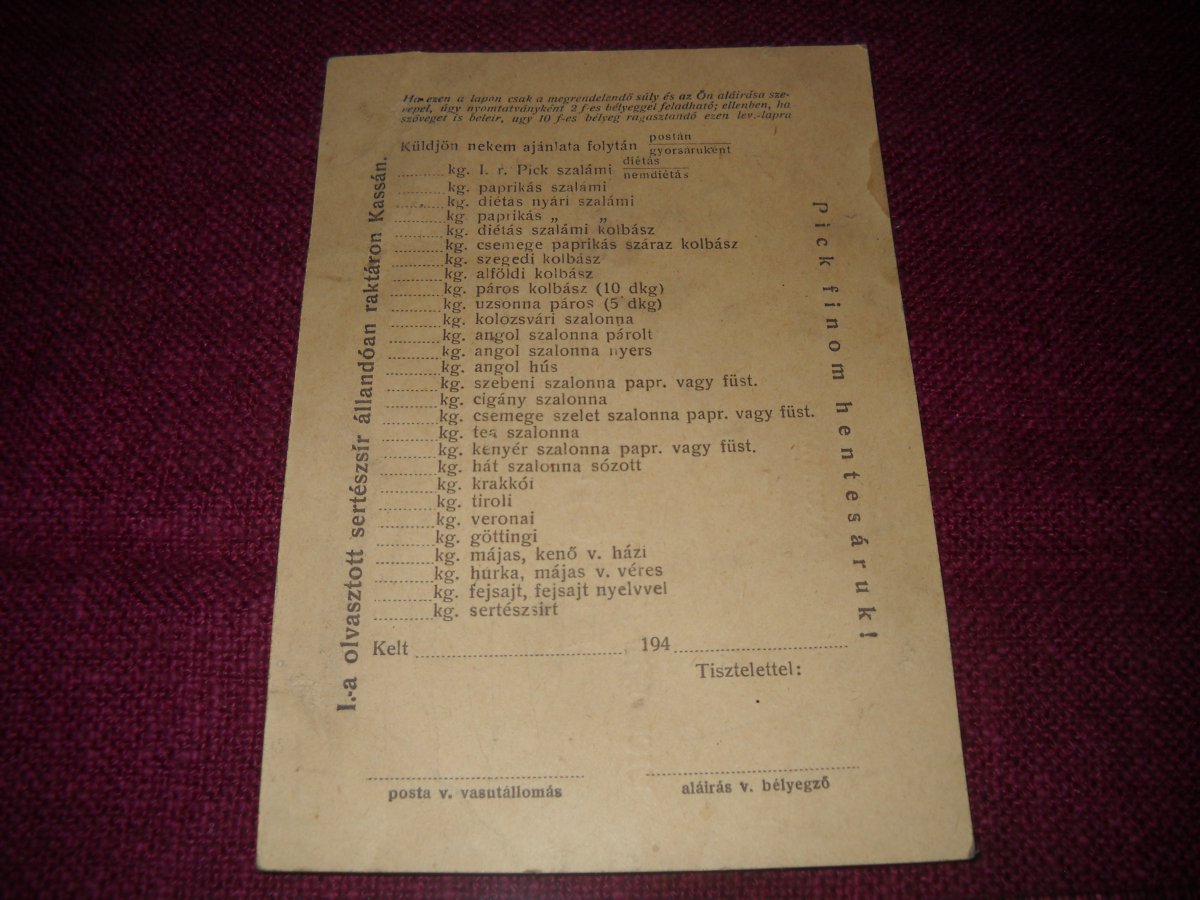 Ha ezen a lapon csak a megrendelendő súly és az Ön aláirása sze-
repel, úgy nyomtatványként 2 f-es bélyeggel feladható; ellenben, ha
szöveget is beleir, ugy 10 f-es bélyeg ragasztandó ezen lev.-lapra
Küldjön nekem ajánlata folytán postán
gyorsáruként
kg. I. r. Pick szalámi diétás
nemdiétás
kg. paprikás szalámi
kg. diétás nyári szalámi
kg. paprikás „ „
kg. diétás szalámi kolbász
kg. csemege paprikás száraz kolbász
kg. szegedi kolbász
kg. alföldi kolbász
kg. páros kolbász (10 dkg)
kg. uzsonna páros (5 dkg)
kg. kolozsvári szalonna
kg. angol szalonna párolt
kg. angol szalonna nyers
kg. angol hús
kg. szebeni szalonna papr. vagy füst.
kg. cigány szalonna
kg. csemege szelet szalonna papr. vagy füst.
kg. tea szalonna
kg. kenyér szalonna papr. vagy füst.
kg. hát szalonna sózott
kg. krakkói
kg. tiroli
kg. veronai
kg. göttingi
kg. májas, kenő v. házi
kg. hurka, májas v. véres
kg. fejsajt, fejsajt nyelvvel
kg. sertészsirt
Kelt , 194
Tisztelettel:
posta v. vasutállomás
aláirás v. bélyegző
I.-a olvasztott sertészsír állandóan raktáron Kassán.
Pick finom hentesáruk!